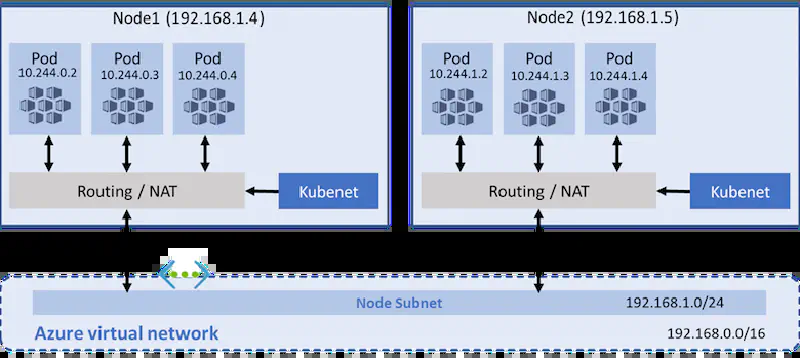 Node1 (192.168.1.4)
Node2 (192.168.1.5)
Pod
10.244.0.2
Pod
10.244.0.3
Pod
10.244.0.4
Pod
10.244.1.2
Pod
10.244.1.3
Pod
10.244.1.4
Routing / NAT
Kubenet
Routing / NAT
Kubenet
Node Subnet
192.168.1.0/24
Azure virtual network
192.168.0.0/16